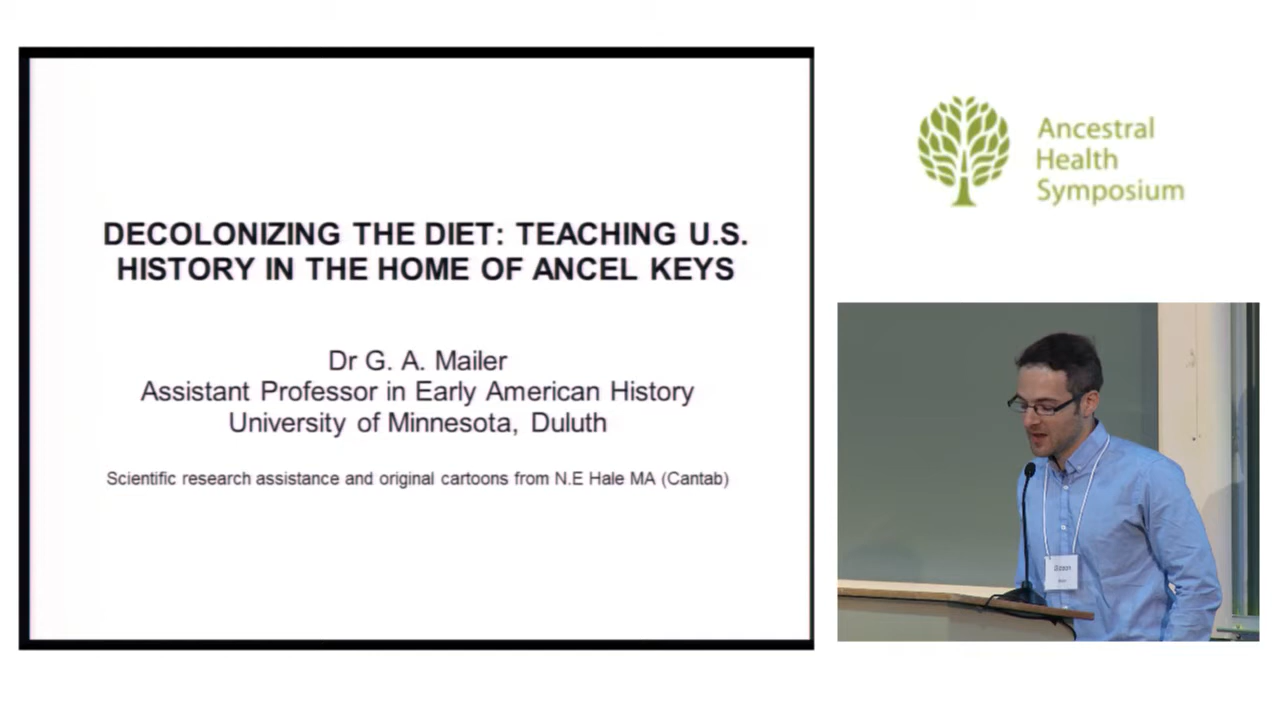 DECOLONIZING THE DIET: TEACHING U.S.
HISTORY IN THE HOME OF ANCEL KEYS
Dr G. A. Mailer
Assistant Professor in Early American History
University of Minnesota, Duluth
Scientific research assistance and original cartoons from N.E Hale MA (Cantab)
Ancestral
Health
Symposium